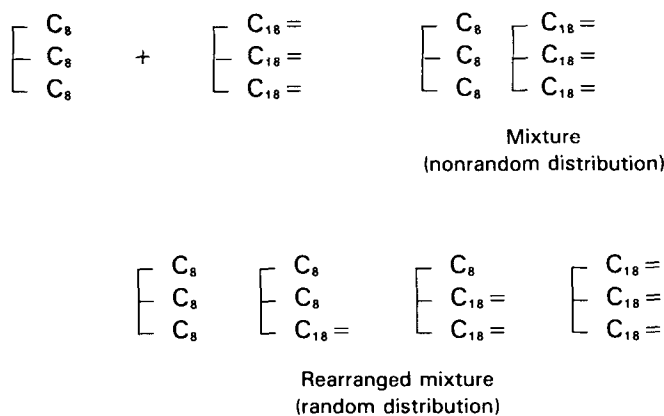 C₈ C₁₈= C₈ C₁₈=
C₈ + C₁₈= C₈ C₁₈=
C₈ C₁₈= C₈ C₁₈=
Mixture
(nonrandom distribution)
C₈ C₈ C₈ C₁₈=
C₈ C₈ C₁₈= C₁₈=
C₈ C₁₈= C₁₈= C₁₈=
Rearranged mixture
(random distribution)